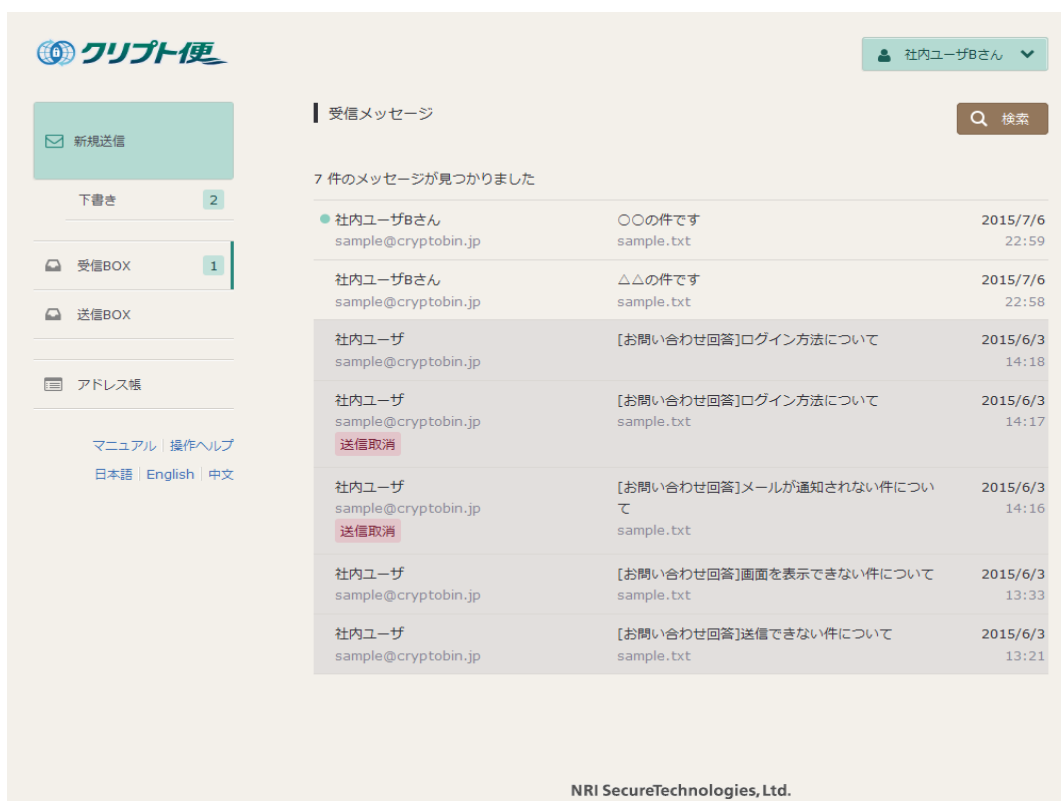 クリプト便
社内ユーザBさん
新規送信
下書き 2
受信BOX 1
送信BOX
アドレス帳
マニュアル 操作ヘルプ
日本語 English 中文
受信メッセージ
検索
7 件のメッセージが見つかりました
社内ユーザBさん ○○の件です 2015/7/6
sample@cryptobin.jp sample.txt 22:59
社内ユーザBさん △△の件です 2015/7/6
sample@cryptobin.jp sample.txt 22:58
社内ユーザ [お問い合わせ回答]ログイン方法について 2015/6/3
sample@cryptobin.jp 14:18
社内ユーザ [お問い合わせ回答]ログイン方法について 2015/6/3
sample@cryptobin.jp sample.txt 14:17
送信取消
社内ユーザ [お問い合わせ回答]メールが通知されない件につい 2015/6/3
sample@cryptobin.jp て 14:16
送信取消 sample.txt
社内ユーザ [お問い合わせ回答]画面を表示できない件について 2015/6/3
sample@cryptobin.jp sample.txt 13:33
社内ユーザ [お問い合わせ回答]送信できない件について 2015/6/3
sample@cryptobin.jp sample.txt 13:21
NRI SecureTechnologies, Ltd.